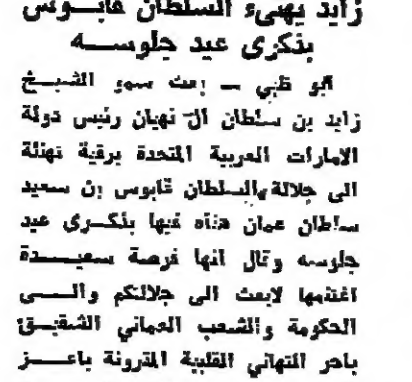 زايد يهنىء السلطان قابوس
بذكرى عيد جلوسه
أبو ظبي ــ بعث سمو الشيخ
زايد بن سلطان آل نهيان رئيس دولة
الامارات العربية المتحدة برقية تهنئة
الى جلالة السلطان قابوس بن سعيد
سلطان عمان هناه فيها بذكرى عيد
جلوسه وقال انها فرصة سعيدة
اغتنمها لابعث الى جلالتكم والى
الحكومة والشعب العماني الشقيق
باحر التهاني القلبية المقرونة باعز